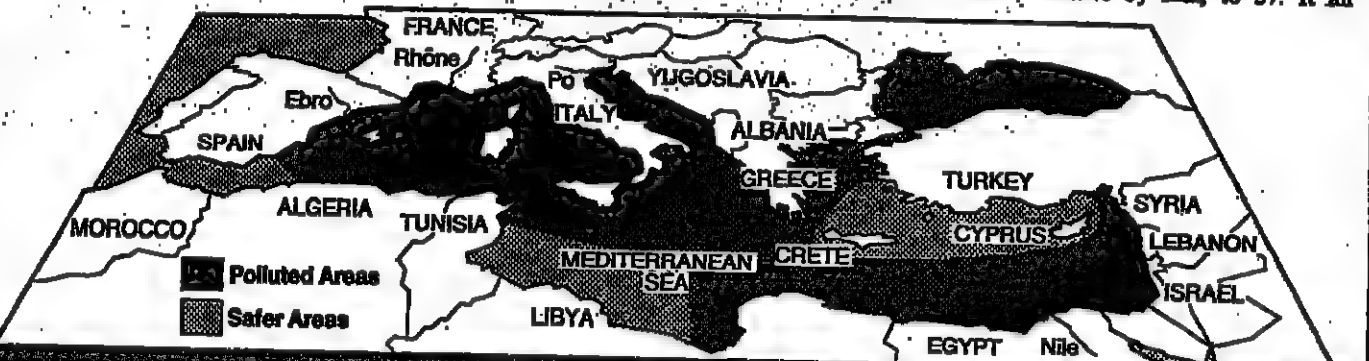 FRANCE
Rhône
Po
YUGOSLAVIA
Ebro
ITALY
SPAIN
ALBANIA
GREECE
TURKEY
ALGERIA
SYRIA
MOROCCO
TUNISIA
CYPRUS
LEBANON
MEDITERRANEAN
SEA
CRETE
Polluted Areas
ISRAEL
Safer Areas
LIBYA
EGYPT
Nile